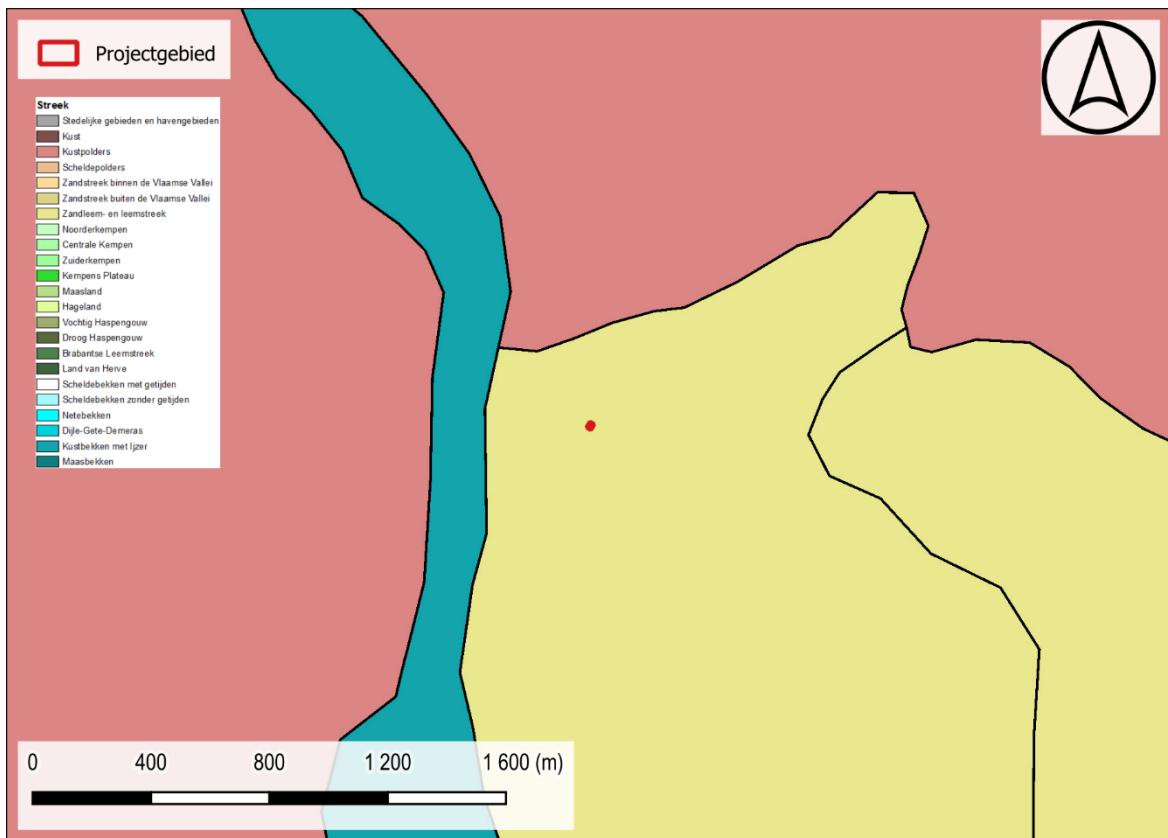 Projectgebied
Streek
Stedelijke gebieden en havengebieden
Kust
Kustpolders
Scheldepolders
Zandstreek binnen de Vlaamse Vallei
Zandstreek buiten de Vlaamse Vallei
Zandleem- en leemstreek
Noorderkempen
Centrale Kempen
Zuiderkempen
Kempens Plateau
Maasland
Hageland
Vochtig Haspengouw
Droog Haspengouw
Brabantse Leemstreek
Land van Herve
Scheldebekken met getijden
Scheldebekken zonder getijden
Netebekken
Dijle-Gete-Demeras
Kustbekken met Ijzer
Maasbekken
0 400 800 1 200 1 600 (m)